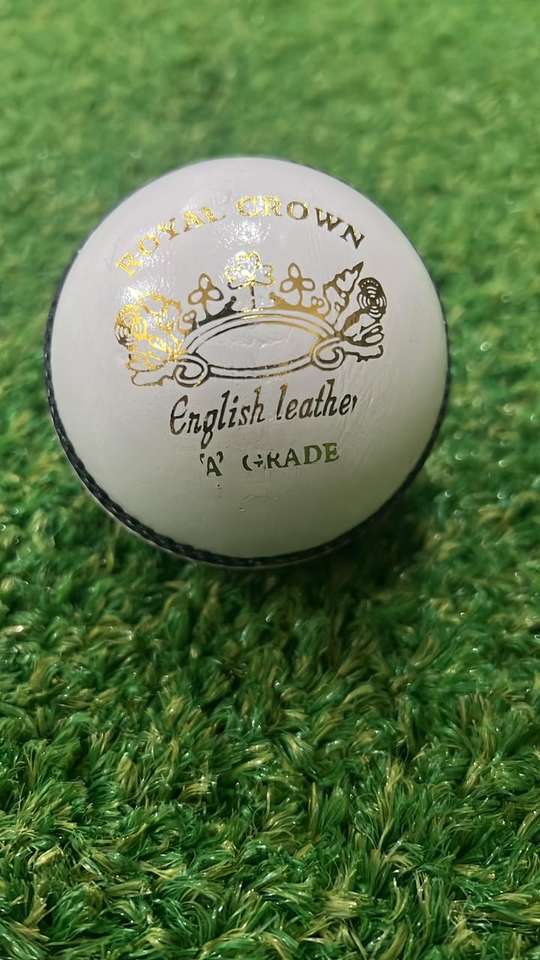 ROYAL CROWN
English leather
'A' GRADE